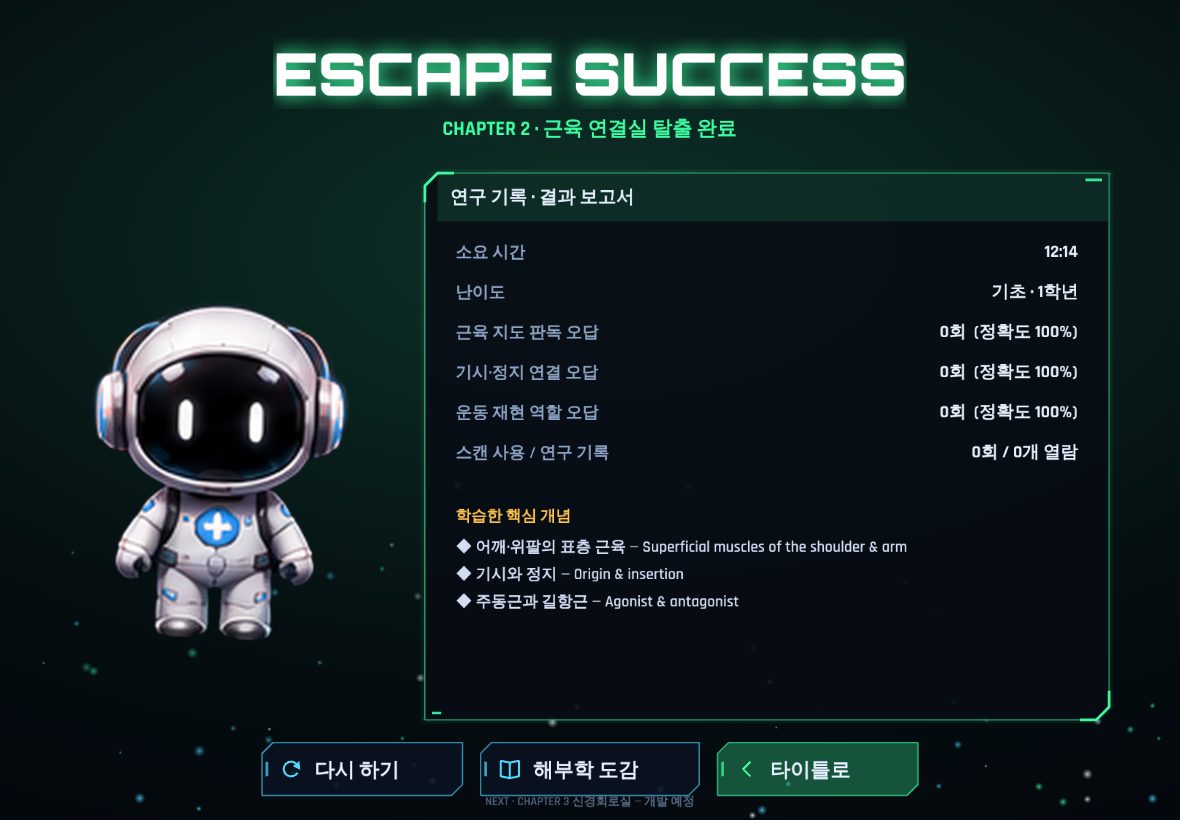 ESCAPE SUCCESS
CHAPTER 2 · 근육 연결실 탈출 완료
연구 기록 · 결과 보고서
소요 시간 12:14
난이도 기초 · 1학년
근육 지도 판독 오답 0회 (정확도 100%)
기시·정지 연결 오답 0회 (정확도 100%)
운동 재현 역할 오답 0회 (정확도 100%)
스캔 사용 / 연구 기록 0회 / 0개 열람
학습한 핵심 개념
◆ 어깨·위팔의 표층 근육 – Superficial muscles of the shoulder & arm
◆ 기시와 정지 – Origin & insertion
◆ 주동근과 길항근 – Agonist & antagonist
다시 하기
해부학 도감
타이틀로
NEXT · CHAPTER 3 신경회로실 – 개발 예정